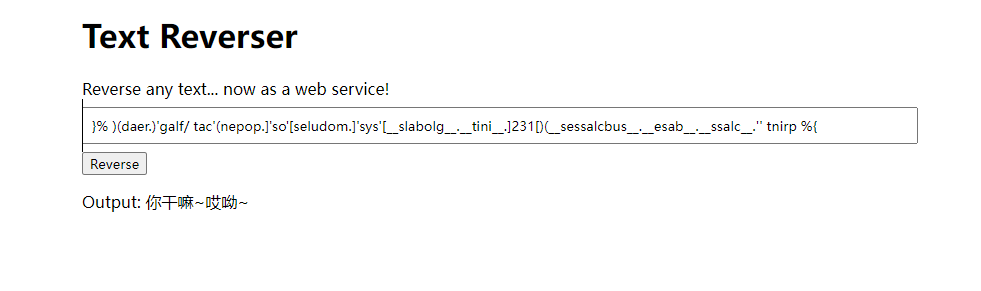 Text Reverser
Reverse any text... now as a web service!
}% )(daer.)'galf/ tac'(nepop.]'so'[seludom.]'sys'[__slabolg__.__tini__.]231[)(__sessalcbus__.__esab__.__ssalc__.'' tnirp %{
Reverse
Output: 你干嘛~哎呦~